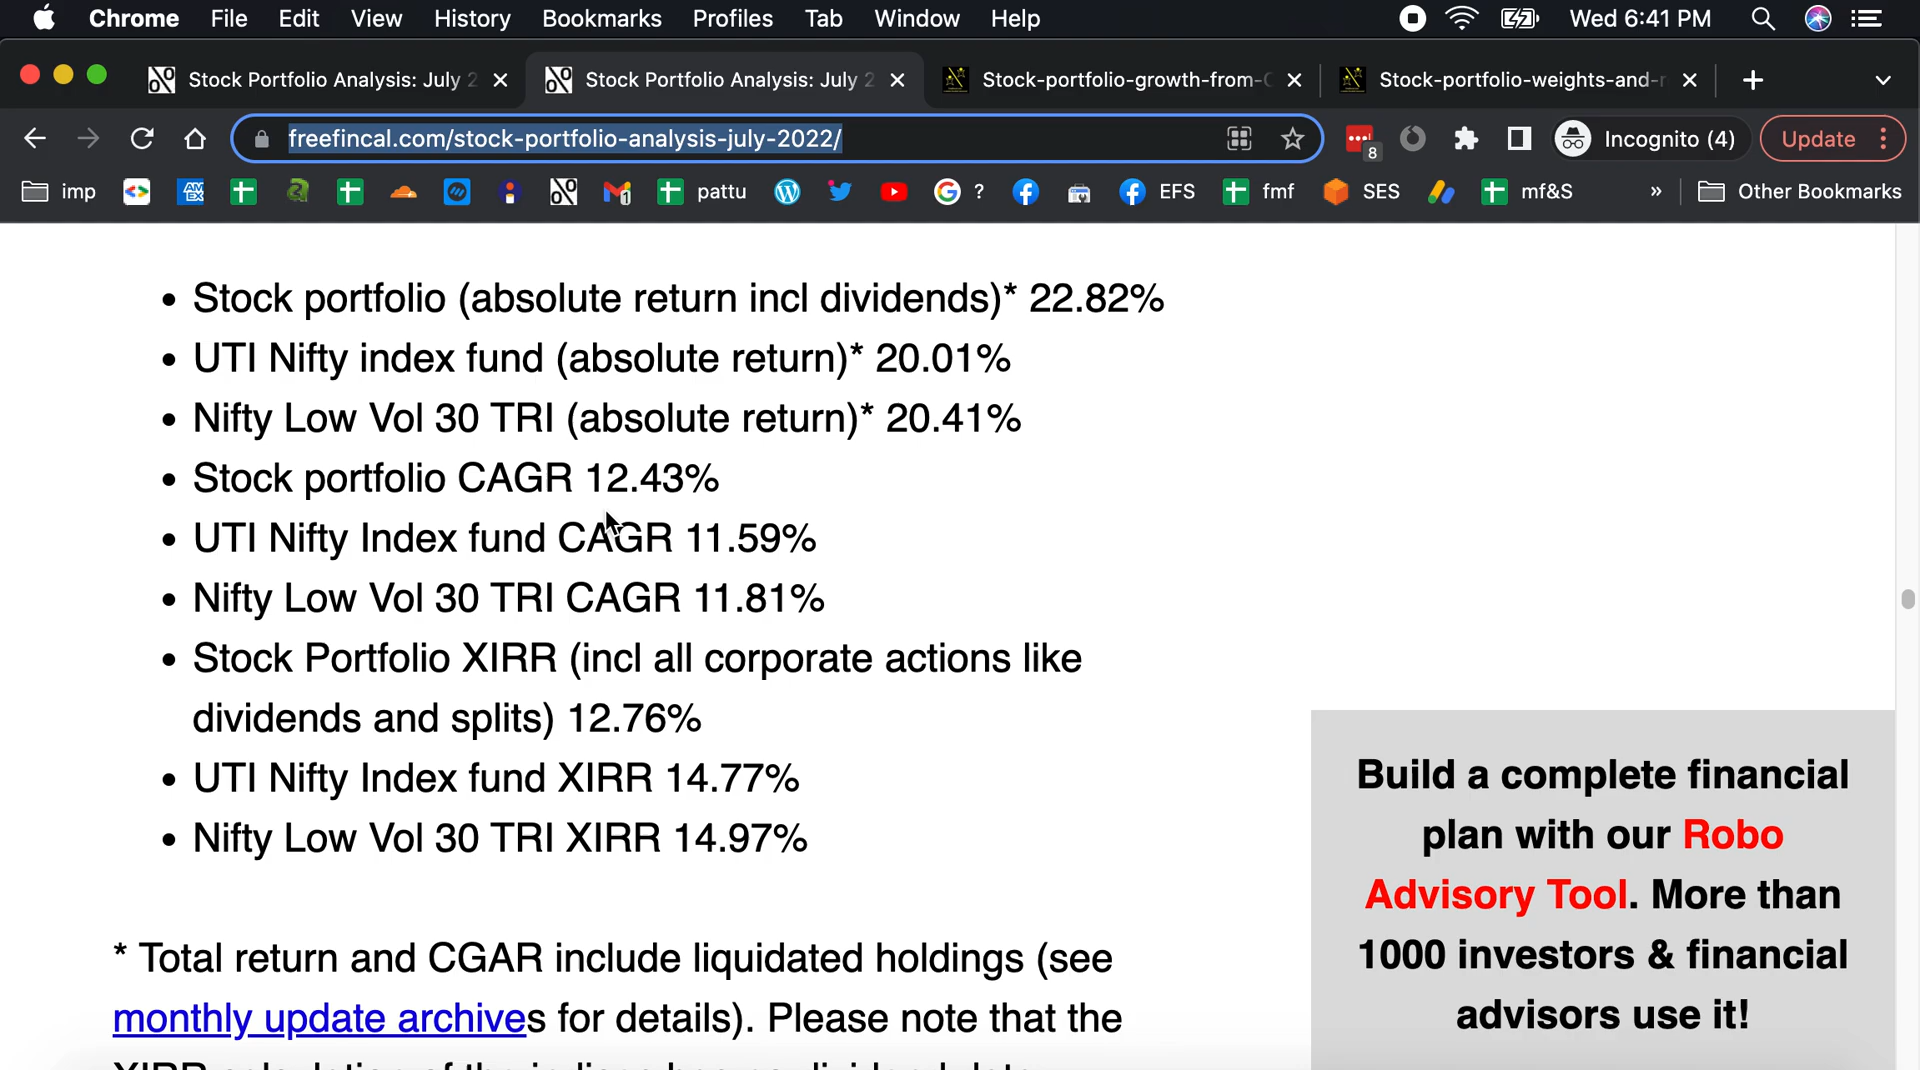 Chrome File Edit View History Bookmarks Profiles Tab Window Help Wed 6:41 PM
Stock Portfolio Analysis: July 2 Stock Portfolio Analysis: July 2 Stock-portfolio-growth-from- Stock-portfolio-weights-and-
freefincal.com/stock-portfolio-analysis-july-2022/ 8 Incognito (4) Update
imp AM EX 1 pattu G ? EFS fmf SES mf&S » Other Bookmarks
• Stock portfolio (absolute return incl dividends)* 22.82%
• UTI Nifty index fund (absolute return)* 20.01%
• Nifty Low Vol 30 TRI (absolute return)* 20.41%
• Stock portfolio CAGR 12.43%
• UTI Nifty Index fund CAGR 11.59%
• Nifty Low Vol 30 TRI CAGR 11.81%
• Stock Portfolio XIRR (incl all corporate actions like
dividends and splits) 12.76%
• UTI Nifty Index fund XIRR 14.77%
• Nifty Low Vol 30 TRI XIRR 14.97%
* Total return and CGAR include liquidated holdings (see
monthly update archives for details). Please note that the
Build a complete financial
plan with our Robo
Advisory Tool. More than
1000 investors & financial
advisors use it!